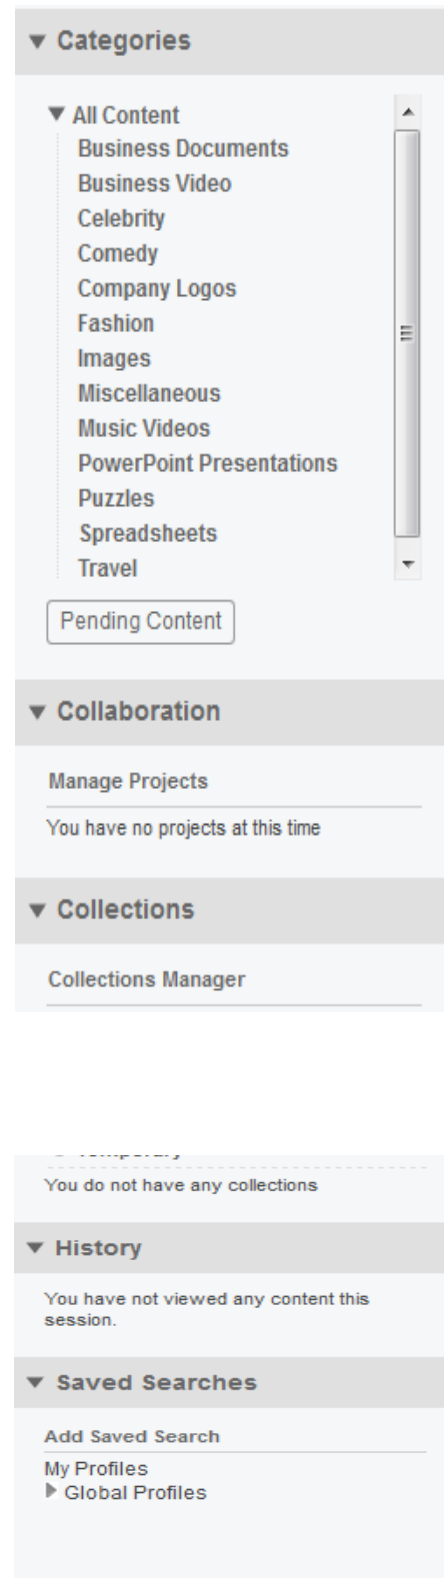 Categories
All Content
Business Documents
Business Video
Celebrity
Comedy
Company Logos
Fashion
Images
Miscellaneous
Music Videos
PowerPoint Presentations
Puzzles
Spreadsheets
Travel
Pending Content
Collaboration
Manage Projects
You have no projects at this time
Collections
Collections Manager
You do not have any collections
History
You have not viewed any content this
session.
Saved Searches
Add Saved Search
My Profiles
Global Profiles